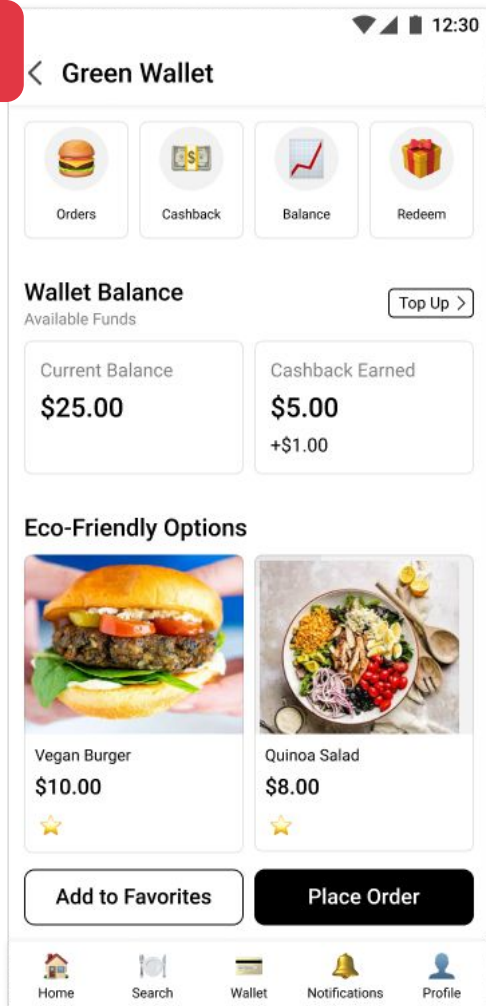 12:30
Green Wallet
Orders Cashback Balance Redeem
Wallet Balance
Top Up >
Available Funds
Current Balance Cashback Earned
$25.00 $5.00
+$1.00
Eco-Friendly Options
Vegan Burger Quinoa Salad
$10.00 $8.00
Add to Favorites Place Order
Home Search Wallet Notifications Profile